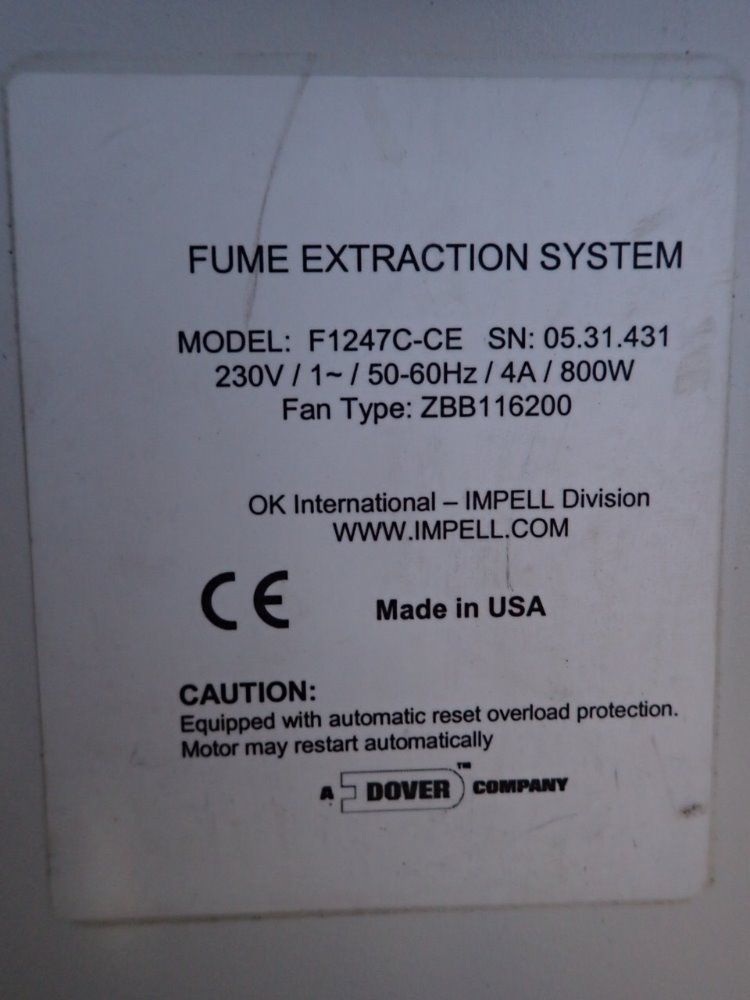 FUME EXTRACTION SYSTEM
MODEL: F1247C-CE SN: 05.31.431
230V / 1~ / 50-60Hz / 4A / 800W
Fan Type: ZBB116200
OK International – IMPELL Division
WWW.IMPELL.COM
CE Made in USA
CAUTION:
Equipped with automatic reset overload protection.
Motor may restart automatically
A DOVER™ COMPANY